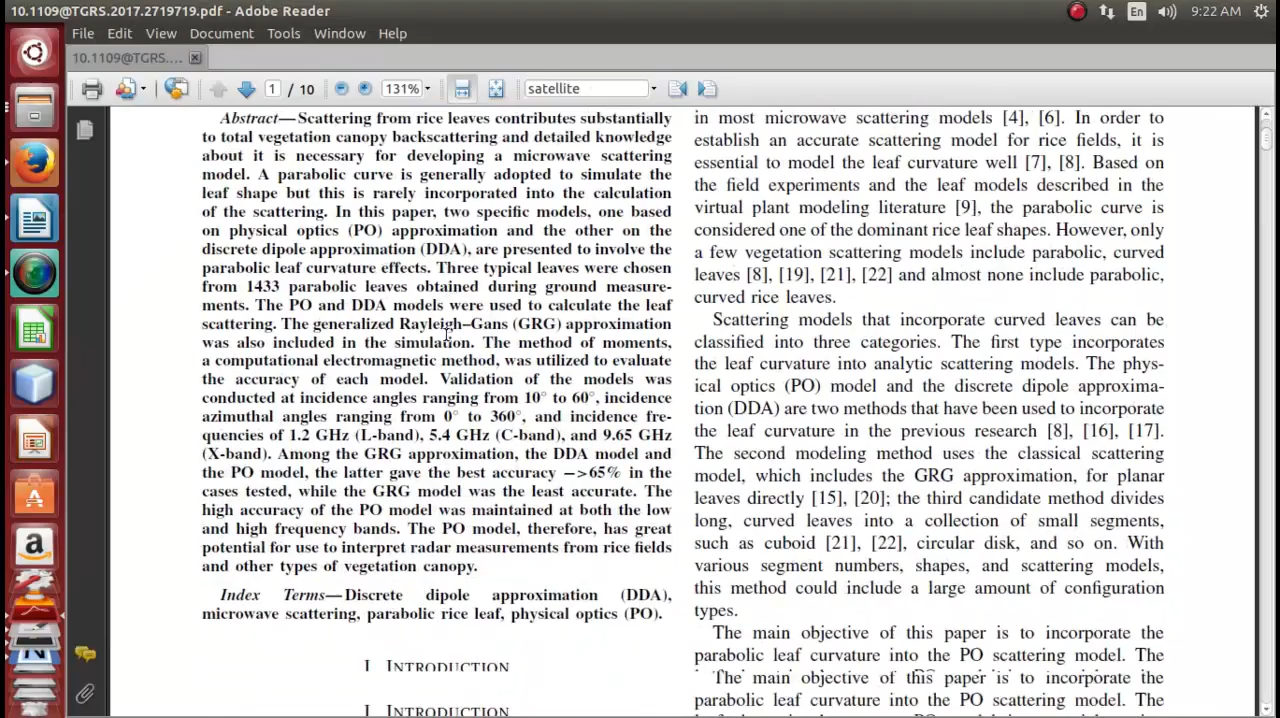 10.1109@TGRS.2017.2719719.pdf - Adobe Reader
En
9:22 AM
File Edit View Document Tools Window Help
10.1109@TGRS....
1 / 10
131%
satellite
Abstract—Scattering from rice leaves contributes substantially
to total vegetation canopy backscattering and detailed knowledge
about it is necessary for developing a microwave scattering
model. A parabolic curve is generally adopted to simulate the
leaf shape but this is rarely incorporated into the calculation
of the scattering. In this paper, two specific models, one based
on physical optics (PO) approximation and the other on the
discrete dipole approximation (DDA), are presented to involve the
parabolic leaf curvature effects. Three typical leaves were chosen
from 1433 parabolic leaves obtained during ground measure-
ments. The PO and DDA models were used to calculate the leaf
scattering. The generalized Rayleigh–Gans (GRG) approximation
was also included in the simulation. The method of moments,
a computational electromagnetic method, was utilized to evaluate
the accuracy of each model. Validation of the models was
conducted at incidence angles ranging from 10° to 60°, incidence
azimuthal angles ranging from 0° to 360°, and incidence fre-
quencies of 1.2 GHz (L-band), 5.4 GHz (C-band), and 9.65 GHz
(X-band). Among the GRG approximation, the DDA model and
the PO model, the latter gave the best accuracy –>65% in the
cases tested, while the GRG model was the least accurate. The
high accuracy of the PO model was maintained at both the low
and high frequency bands. The PO model, therefore, has great
potential for use to interpret radar measurements from rice fields
and other types of vegetation canopy.
Index Terms—Discrete dipole approximation (DDA),
microwave scattering, parabolic rice leaf, physical optics (PO).
I. INTRODUCTION
I. INTRODUCTION
in most microwave scattering models [4], [6]. In order to
establish an accurate scattering model for rice fields, it is
essential to model the leaf curvature well [7], [8]. Based on
the field experiments and the leaf models described in the
virtual plant modeling literature [9], the parabolic curve is
considered one of the dominant rice leaf shapes. However, only
a few vegetation scattering models include parabolic, curved
leaves [8], [19], [21], [22] and almost none include parabolic,
curved rice leaves.
Scattering models that incorporate curved leaves can be
classified into three categories. The first type incorporates
the leaf curvature into analytic scattering models. The phys-
ical optics (PO) model and the discrete dipole approxima-
tion (DDA) are two methods that have been used to incorporate
the leaf curvature in the previous research [8], [16], [17].
The second modeling method uses the classical scattering
model, which includes the GRG approximation, for planar
leaves directly [15], [20]; the third candidate method divides
long, curved leaves into a collection of small segments,
such as cuboid [21], [22], circular disk, and so on. With
various segment numbers, shapes, and scattering models,
this method could include a large amount of configuration
types.
The main objective of this paper is to incorporate the
parabolic leaf curvature into the PO scattering model. The
The main objective of this paper is to incorporate the
parabolic leaf curvature into the PO scattering model. The